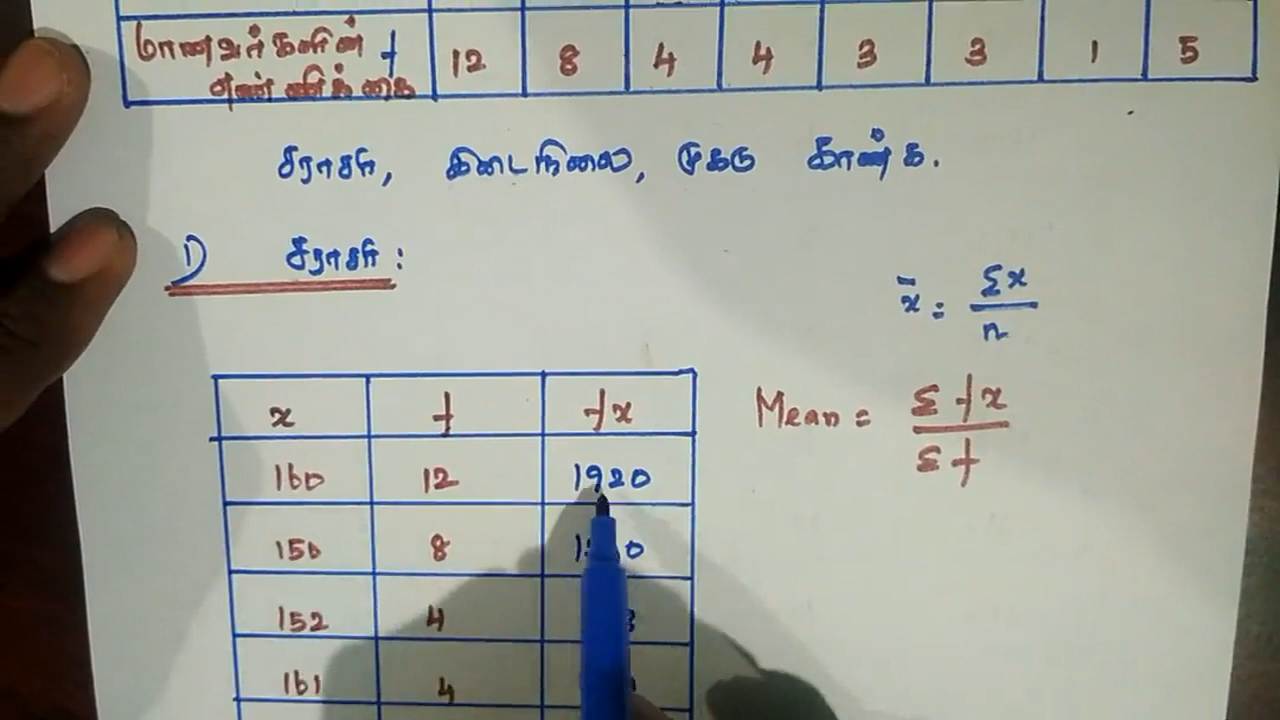 மாணவர்களின் f 12 8 4 4 3 3 1 5
எண்ணிக்கை
சராசரி, இடைநிலை, முகடு காண்க.
1) சராசரி :
x̄ = Σx
n
x f fx
Mean = Σfx
Σf
160 12 1920
150 8
152 4
161 4